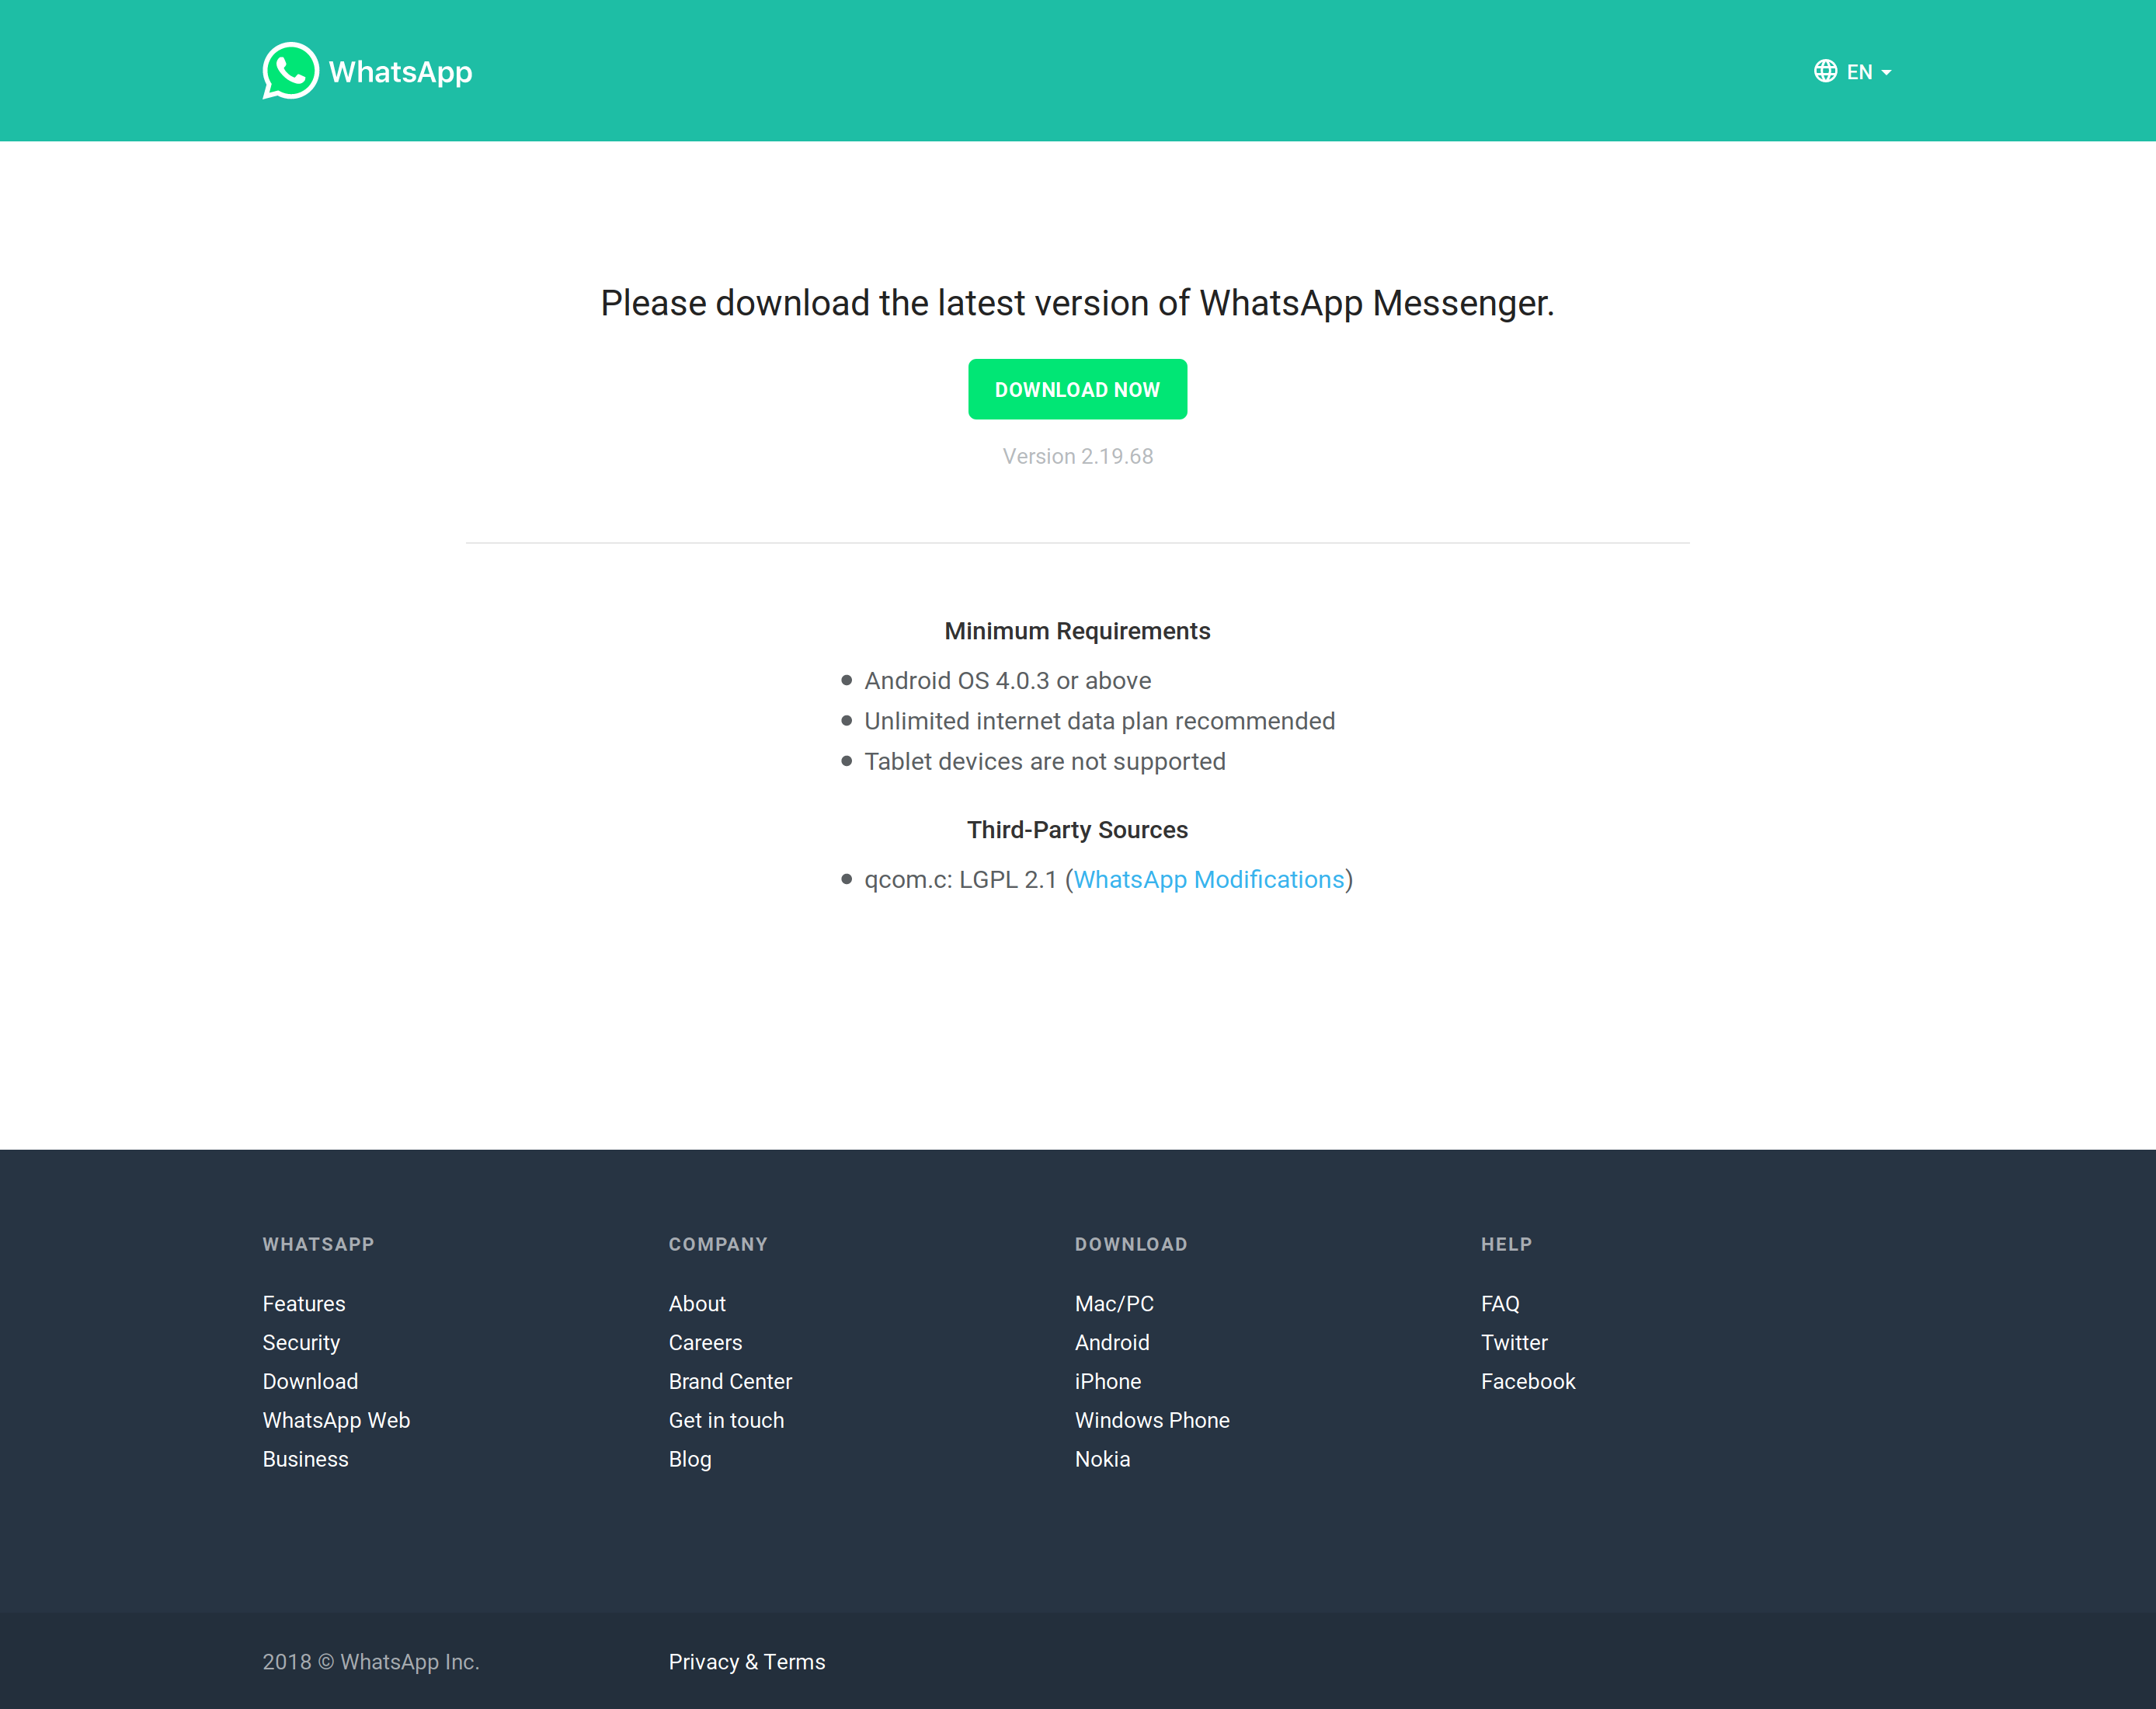 WhatsApp
EN
Please download the latest version of WhatsApp Messenger.
DOWNLOAD NOW
Version 2.19.68
Minimum Requirements
Android OS 4.0.3 or above
Unlimited internet data plan recommended
Tablet devices are not supported
Third-Party Sources
qcom.c: LGPL 2.1 (WhatsApp Modifications)
WHATSAPP
Features
Security
Download
WhatsApp Web
Business
COMPANY
About
Careers
Brand Center
Get in touch
Blog
DOWNLOAD
Mac/PC
Android
iPhone
Windows Phone
Nokia
HELP
FAQ
Twitter
Facebook
2018 © WhatsApp Inc.
Privacy & Terms